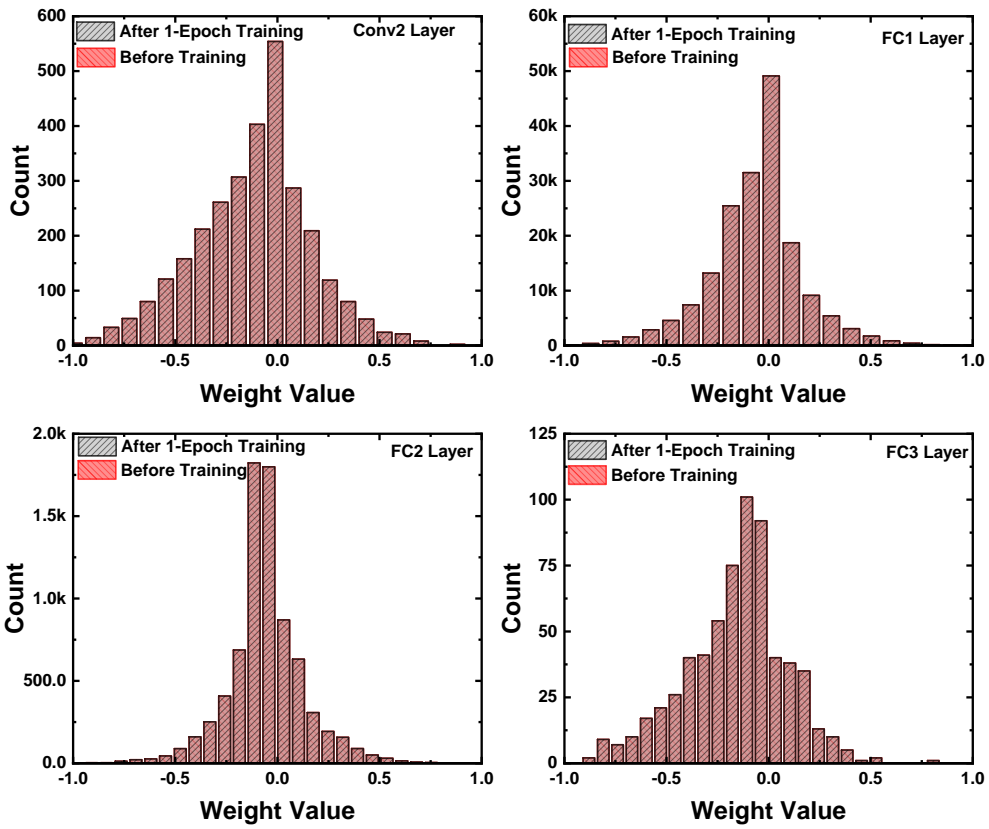 After 1-Epoch Training
Before Training
Conv2 Layer
600
500
400
300
200
100
0
Count
-1.0 -0.5 0.0 0.5 1.0
Weight Value
After 1-Epoch Training
Before Training
FC1 Layer
60k
50k
40k
30k
20k
10k
0
Count
-1.0 -0.5 0.0 0.5 1.0
Weight Value
After 1-Epoch Training
Before Training
FC2 Layer
2.0k
1.5k
1.0k
500.0
0.0
Count
-1.0 -0.5 0.0 0.5 1.0
Weight Value
After 1-Epoch Training
Before Training
FC3 Layer
125
100
75
50
25
0
Count
-1.0 -0.5 0.0 0.5 1.0
Weight Value